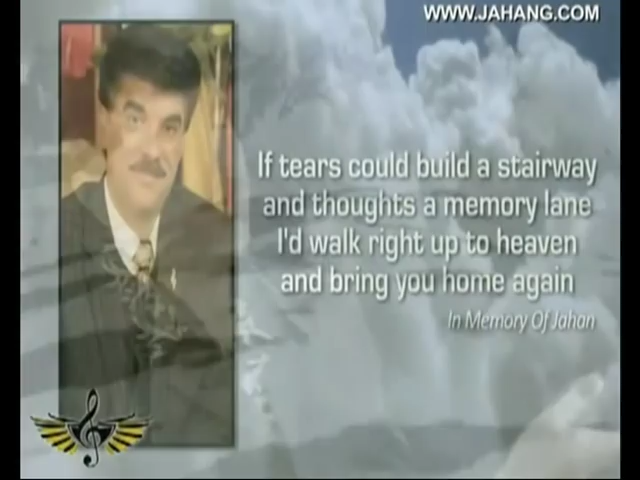 WWW.JAHANG.COM
If tears could build a stairway
and thoughts a memory lane
I'd walk right up to heaven
and bring you home again
In Memory Of Jahan